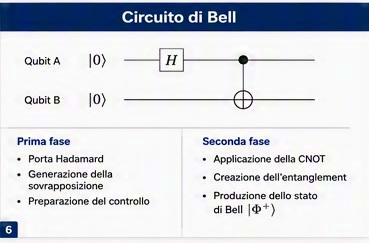 Circuito di Bell
Qubit A |0⟩ H
Qubit B |0⟩
Prima fase
• Porta Hadamard
• Generazione della
sovrapposizione
• Preparazione del controllo
Seconda fase
• Applicazione della CNOT
• Creazione dell'entanglement
• Produzione dello stato
di Bell |Φ⁺⟩
6